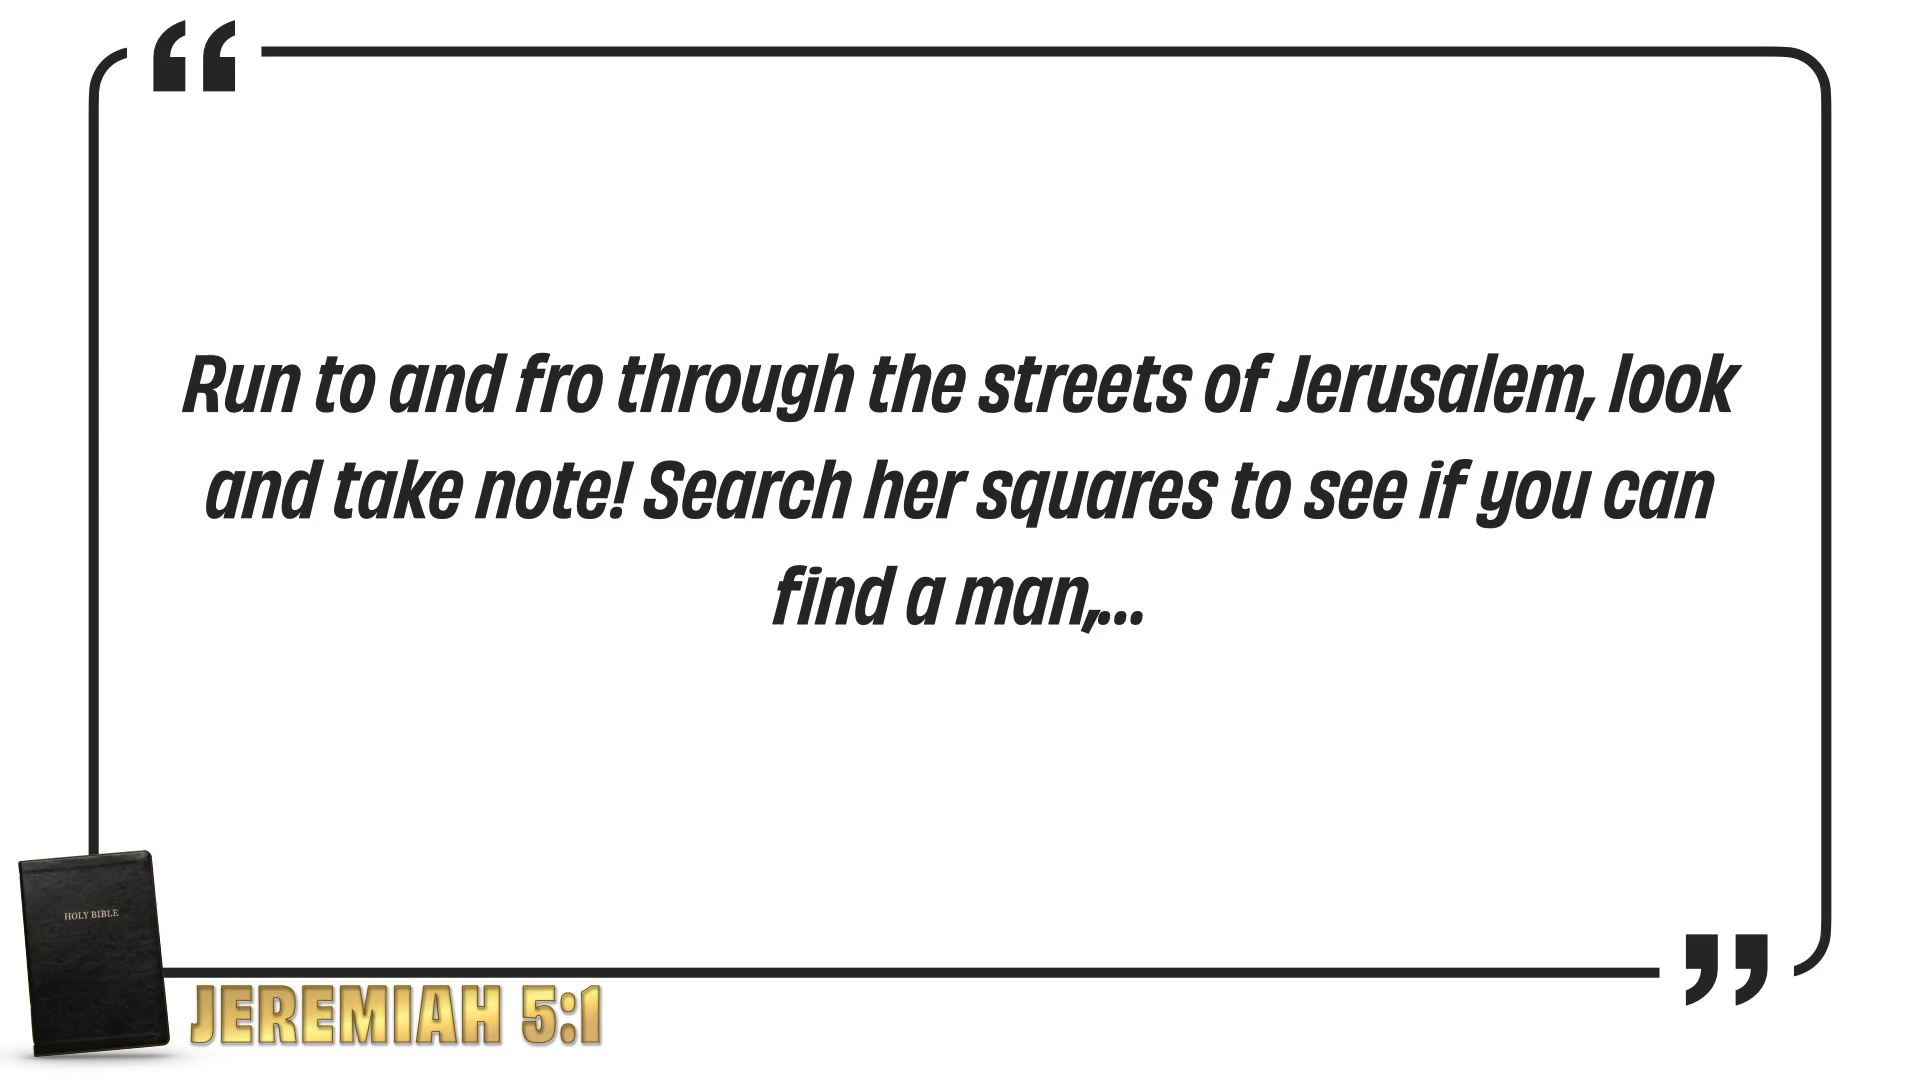 “
Run to and fro through the streets of Jerusalem, look
and take note! Search her squares to see if you can
find a man,...
”
HOLY BIBLE
JEREMIAH 5:1